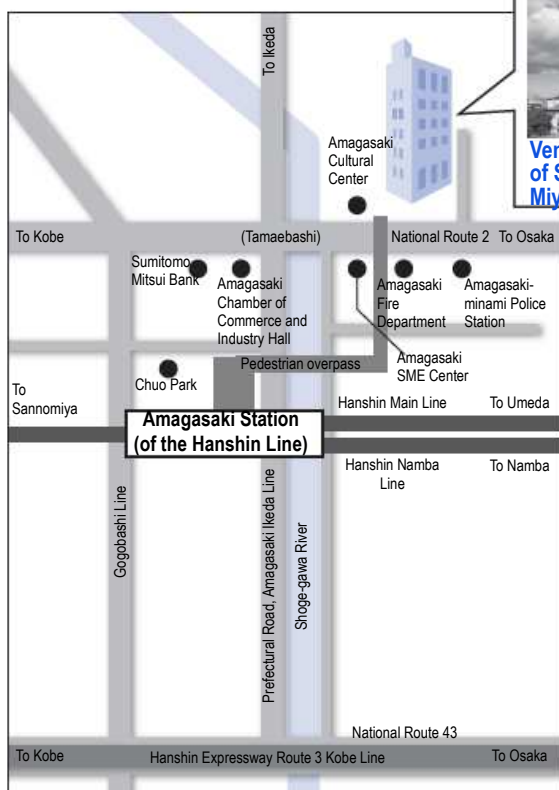 To Ikeda
Amagasaki
Cultural
Center
of S
To Kobe
(Tamaebashi)
National Route 2
To Osaka
Sumitomo
Mitsui Bank
Amagasaki
Chamber of
Commerce and
Industry Hall
Amagasaki
Fire
Department
Amagasaki-
minami Police
Station
Pedestrian overpass
Amagasaki
SME Center
Chuo Park
To
Sannomiya
Amagasaki Station
(of the Hanshin Line)
Hanshin Main Line
To Umeda
Hanshin Namba
Line
To Namba
Gogobashi Line
Prefectural Road, Amagasaki Ikeda Line
Shoge-gawa River
National Route 43
To Kobe
Hanshin Expressway Route 3 Kobe Line
To Osaka